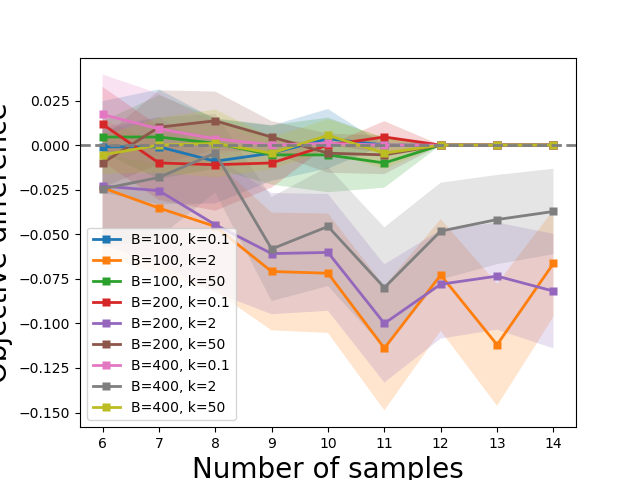 0.025
0.000
−0.025
−0.050
−0.075
−0.100
−0.125
−0.150
B=100, k=0.1
B=100, k=2
B=100, k=50
B=200, k=0.1
B=200, k=2
B=200, k=50
B=400, k=0.1
B=400, k=2
B=400, k=50
6 7 8 9 10 11 12 13 14
Number of samples